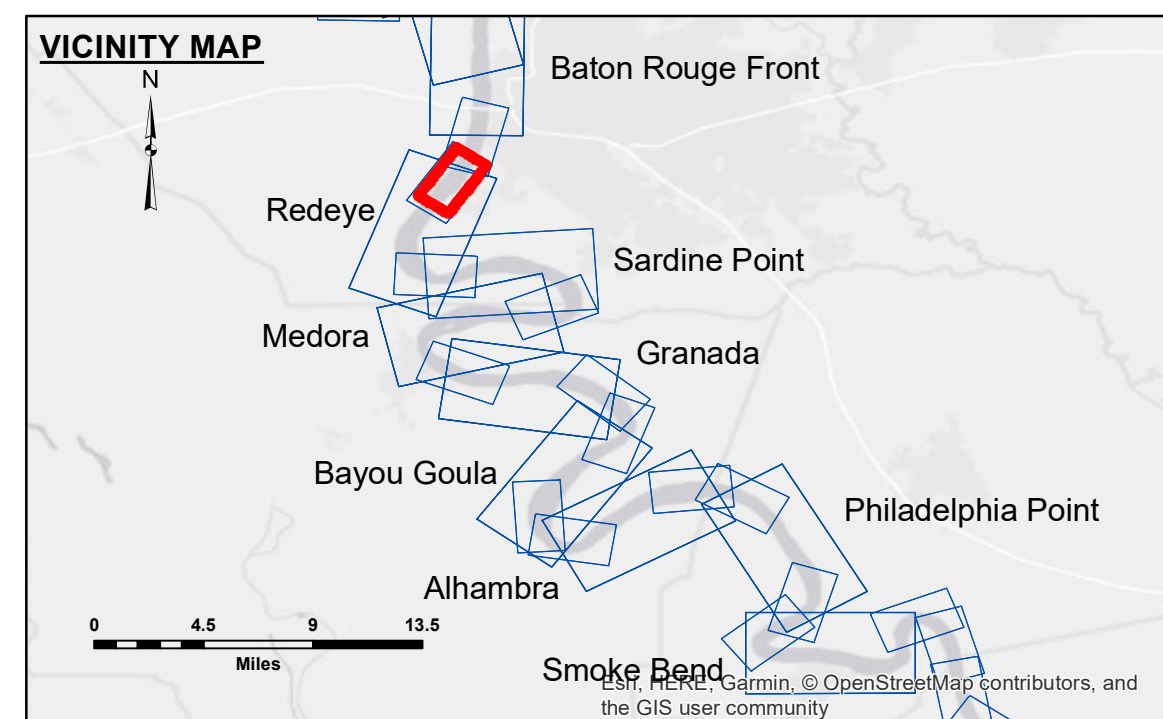 VICINITY MAP
N
Baton Rouge Front
Redeye
Sardine Point
Medora
Granada
Bayou Goula
Philadelphia Point
Alhambra
0 4.5 9 13.5
Miles
Smoke Bend
Esri, HERE, Garmin, © OpenStreetMap contributors, and
the GIS user community